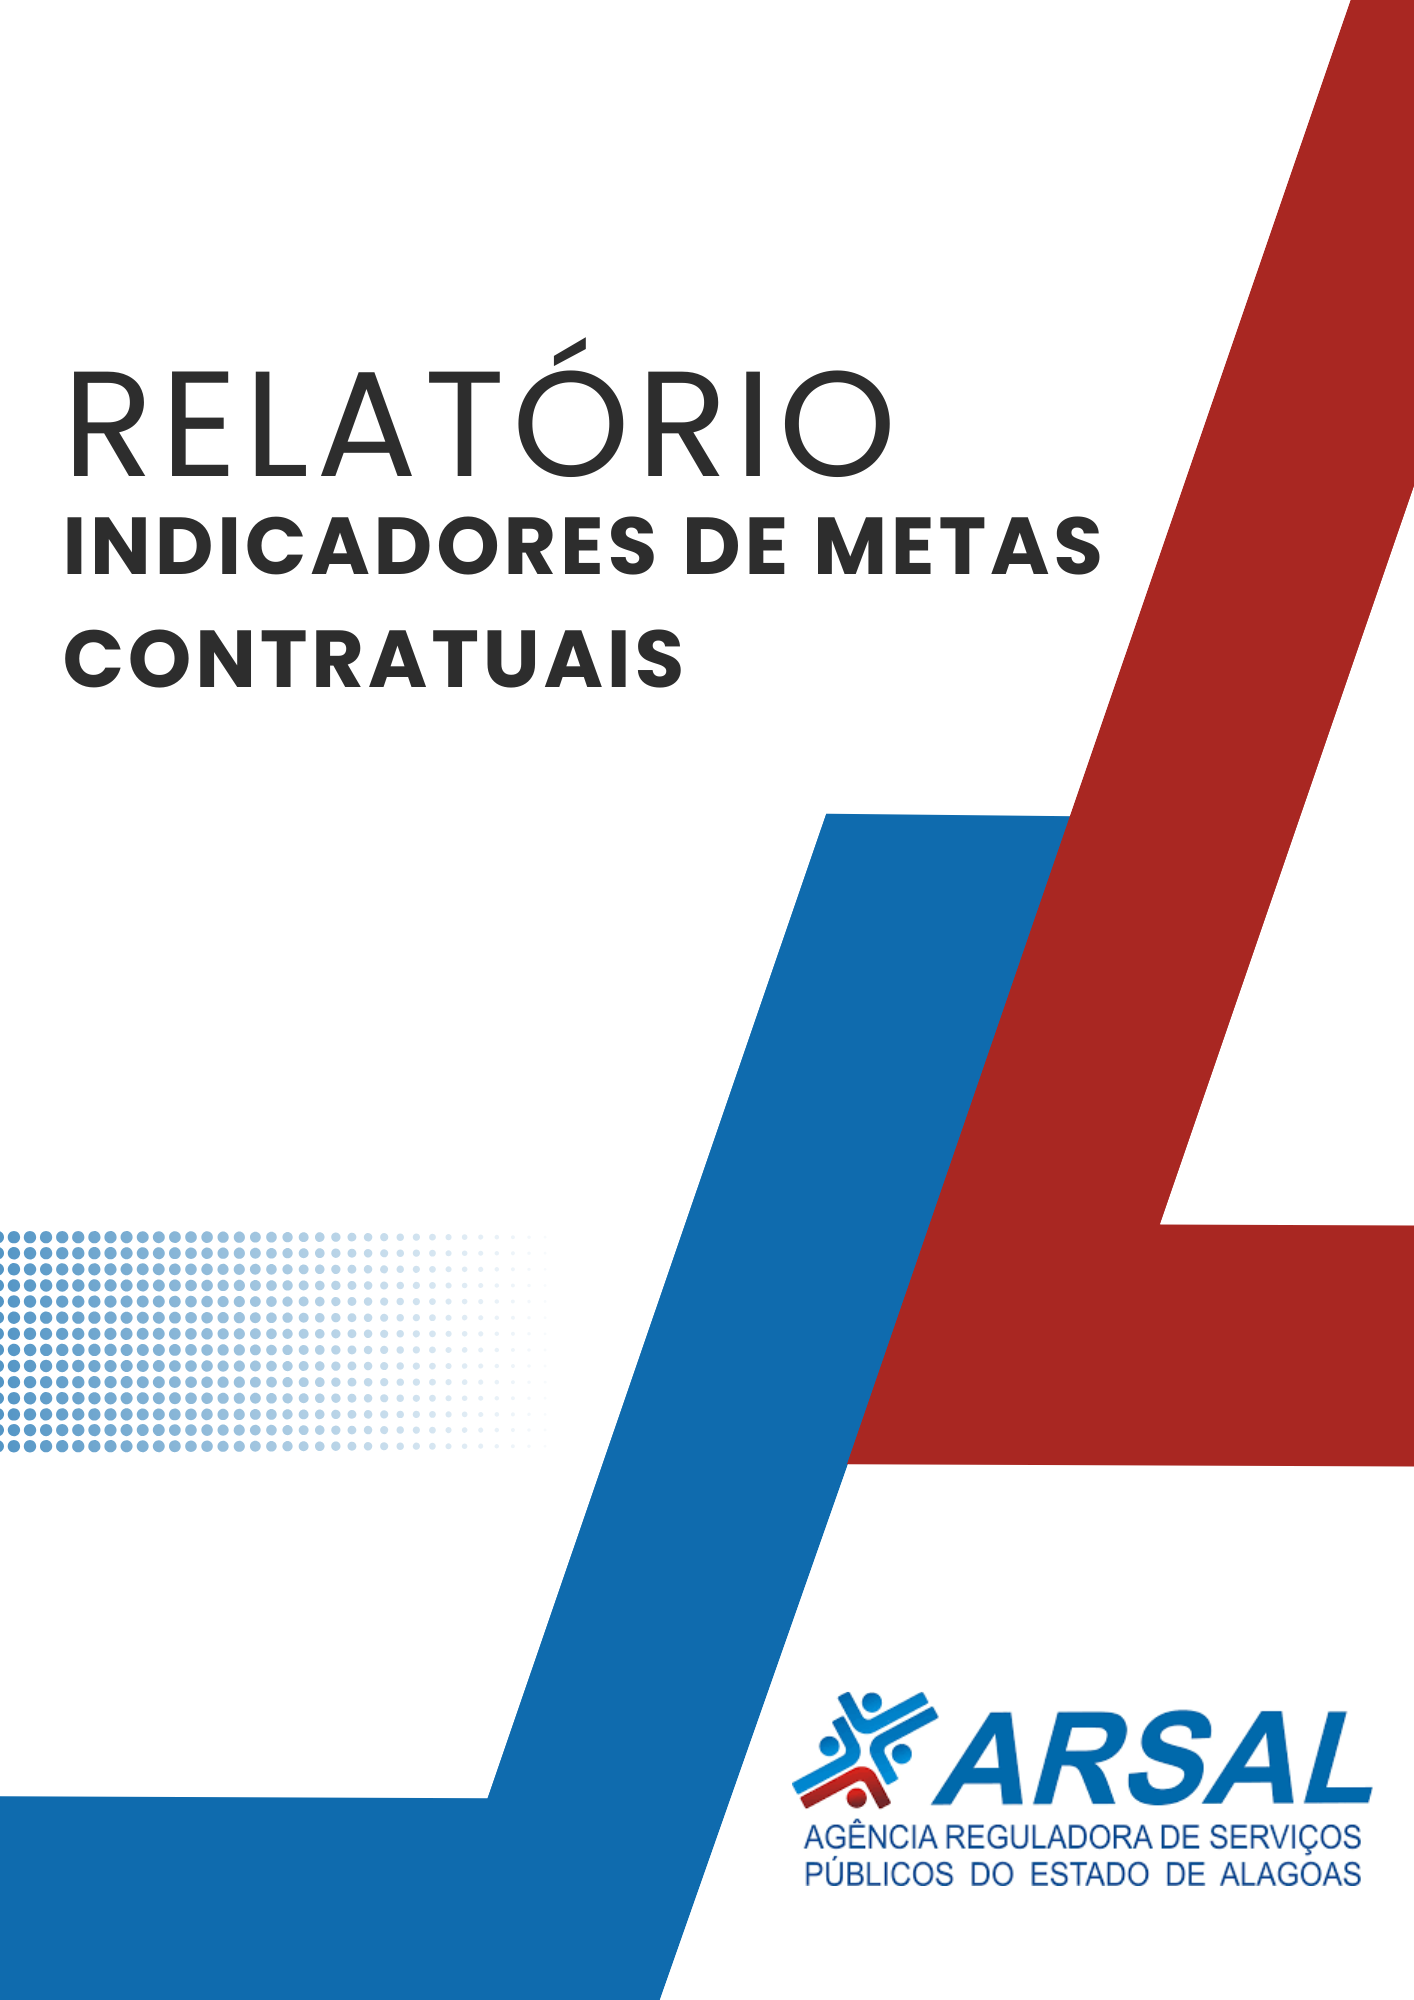 RELATÓRIO
INDICADORES DE METAS
CONTRATUAIS
ARSAL
AGÊNCIA REGULADORA DE SERVIÇOS
PÚBLICOS DO ESTADO DE ALAGOAS